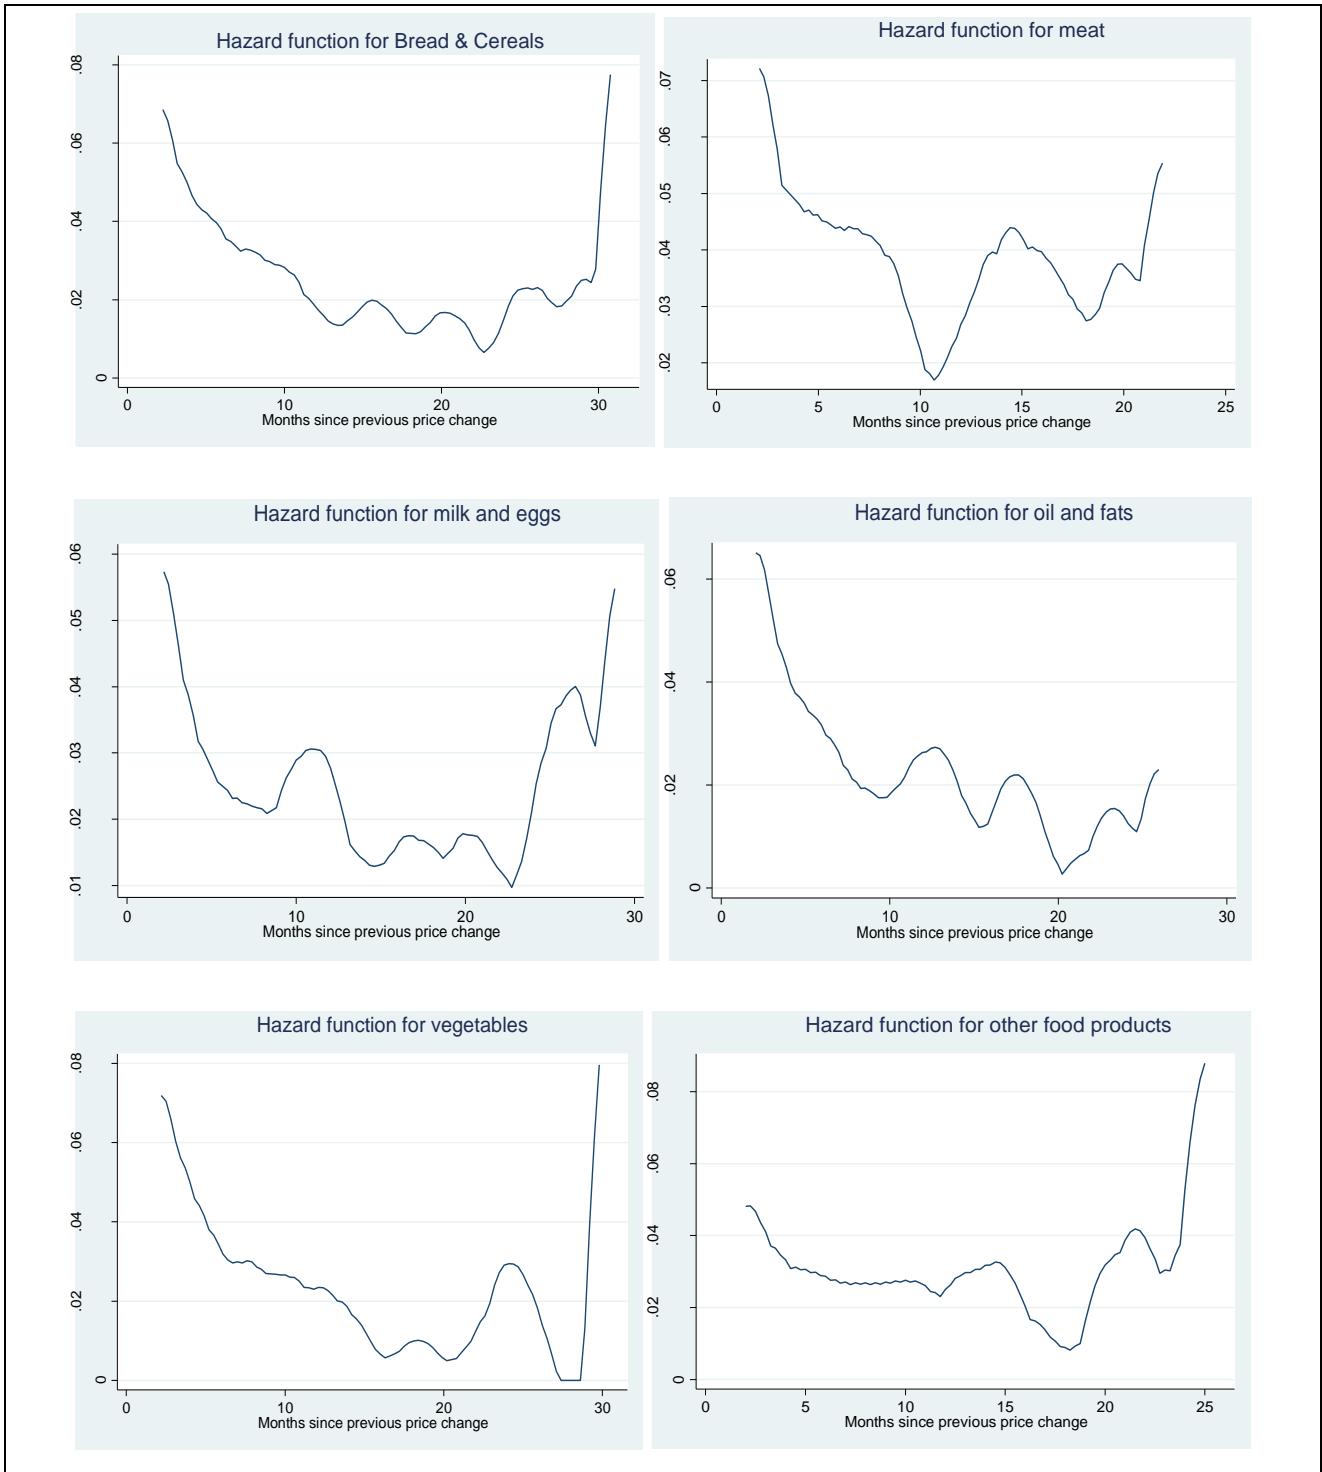 Hazard function for Bread & Cereals
.08
.06
.04
.02
0
0 10 20 30
Months since previous price change
Hazard function for meat
.07
.06
.05
.04
.03
.02
0 5 10 15 20 25
Months since previous price change
Hazard function for milk and eggs
.06
.05
.04
.03
.02
.01
0 10 20 30
Months since previous price change
Hazard function for oil and fats
.06
.04
.02
0
0 10 20 30
Months since previous price change
Hazard function for vegetables
.08
.06
.04
.02
0
0 10 20 30
Months since previous price change
Hazard function for other food products
.08
.06
.04
.02
0
0 5 10 15 20 25
Months since previous price change